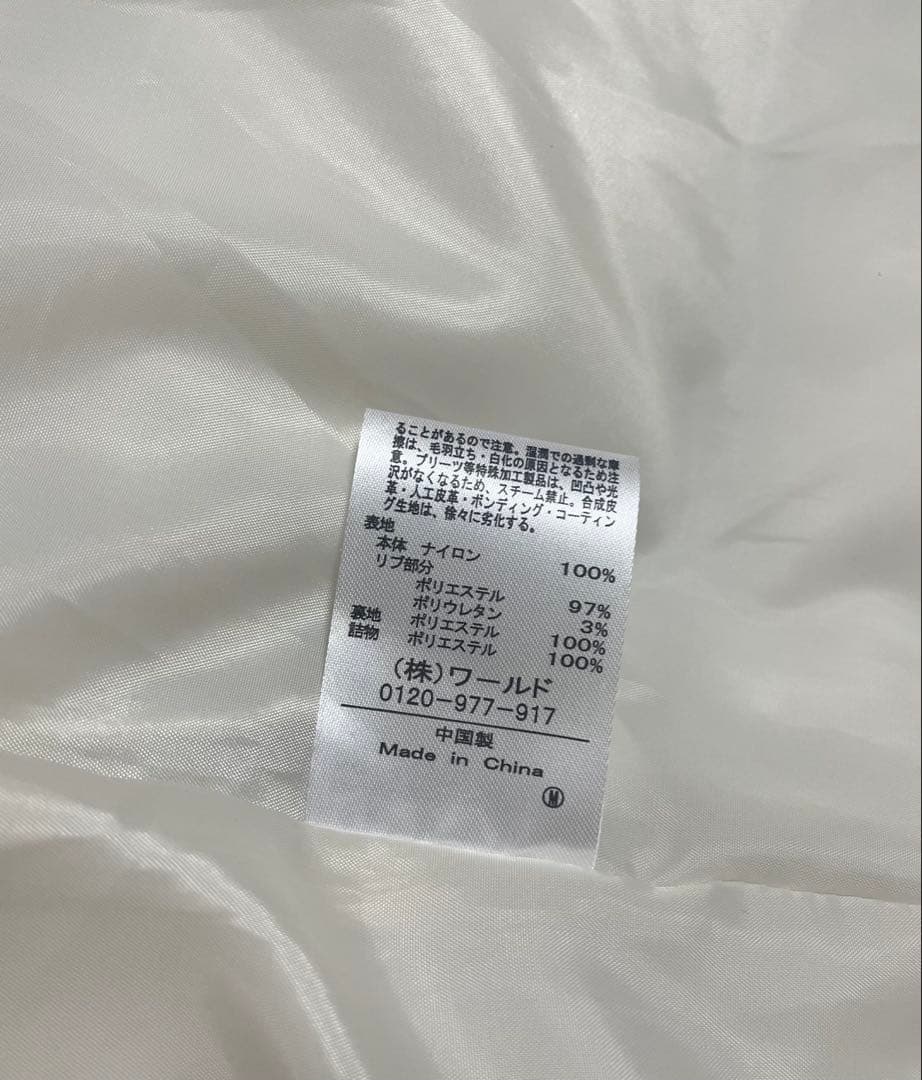 ることがあるので注意。湿潤での過剰な摩
擦は、毛羽立ち・白化の原因となるため注
意。プリーツ等特殊加工製品は、凹凸や光
沢がなくなるため、スチーム禁止。合成皮
革・人工皮革・ボンディング・コーティン
グ生地は、徐々に劣化する。
表地
本体 ナイロン 100%
リブ部分
ポリエステル 97%
ポリウレタン 3%
裏地 ポリエステル 100%
詰物 ポリエステル 100%
(株)ワールド
0120-977-917
中国製
Made in China
Ⓜ